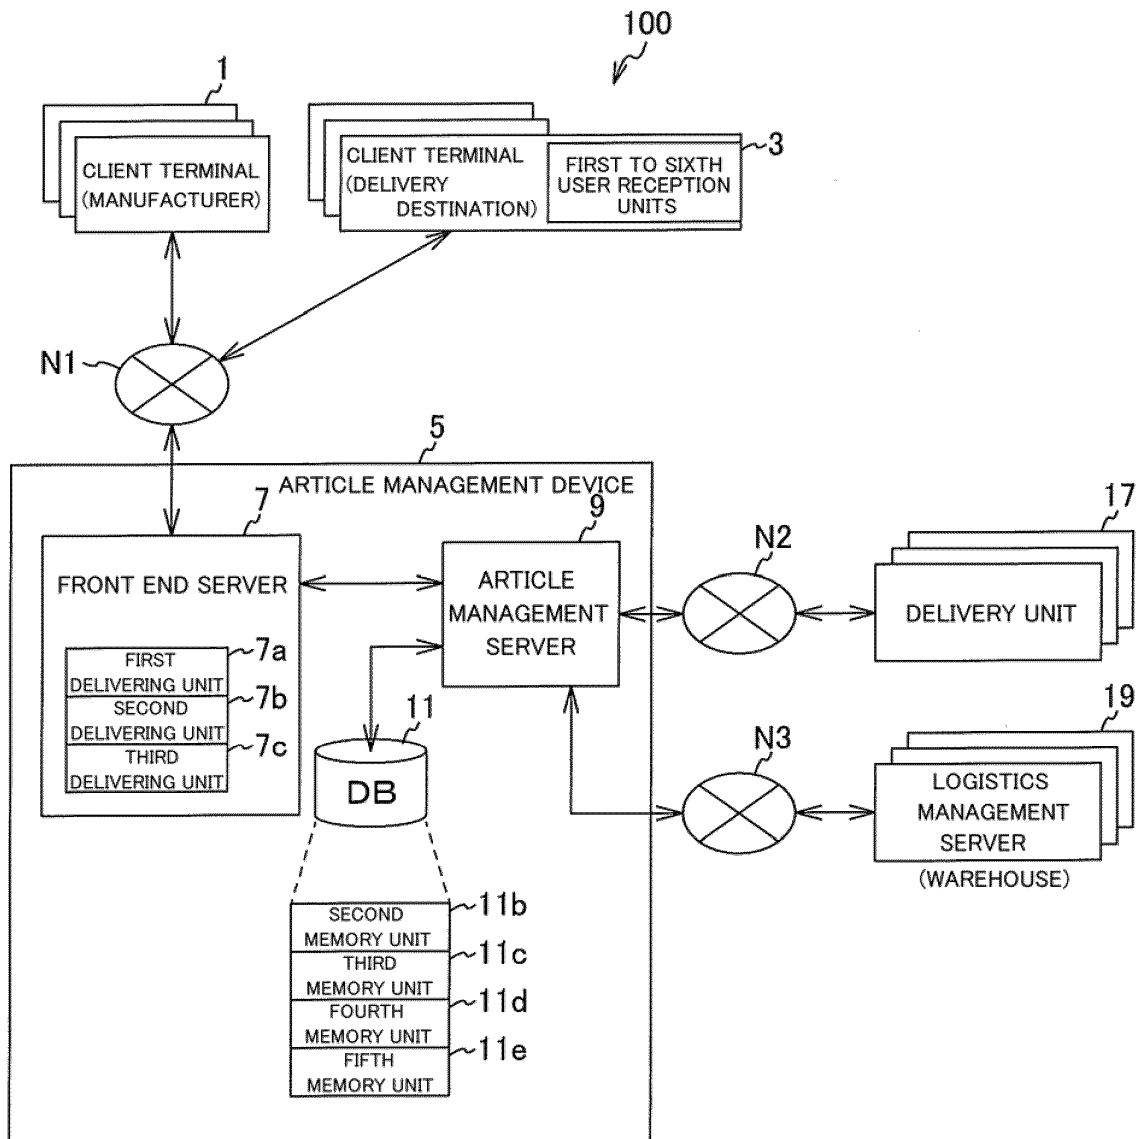 100
1
CLIENT TERMINAL
(MANUFACTURER)
3
CLIENT TERMINAL
(DELIVERY
DESTINATION)
FIRST TO SIXTH
USER RECEPTION
UNITS
N1
5
ARTICLE MANAGEMENT DEVICE
7
FRONT END SERVER
9
ARTICLE
MANAGEMENT
SERVER
N2
17
DELIVERY UNIT
FIRST
DELIVERING UNIT
7a
SECOND
DELIVERING UNIT
7b
THIRD
DELIVERING UNIT
7c
11
DB
N3
19
LOGISTICS
MANAGEMENT
SERVER
(WAREHOUSE)
SECOND
MEMORY UNIT
11b
THIRD
MEMORY UNIT
11c
FOURTH
MEMORY UNIT
11d
FIFTH
MEMORY UNIT
11e